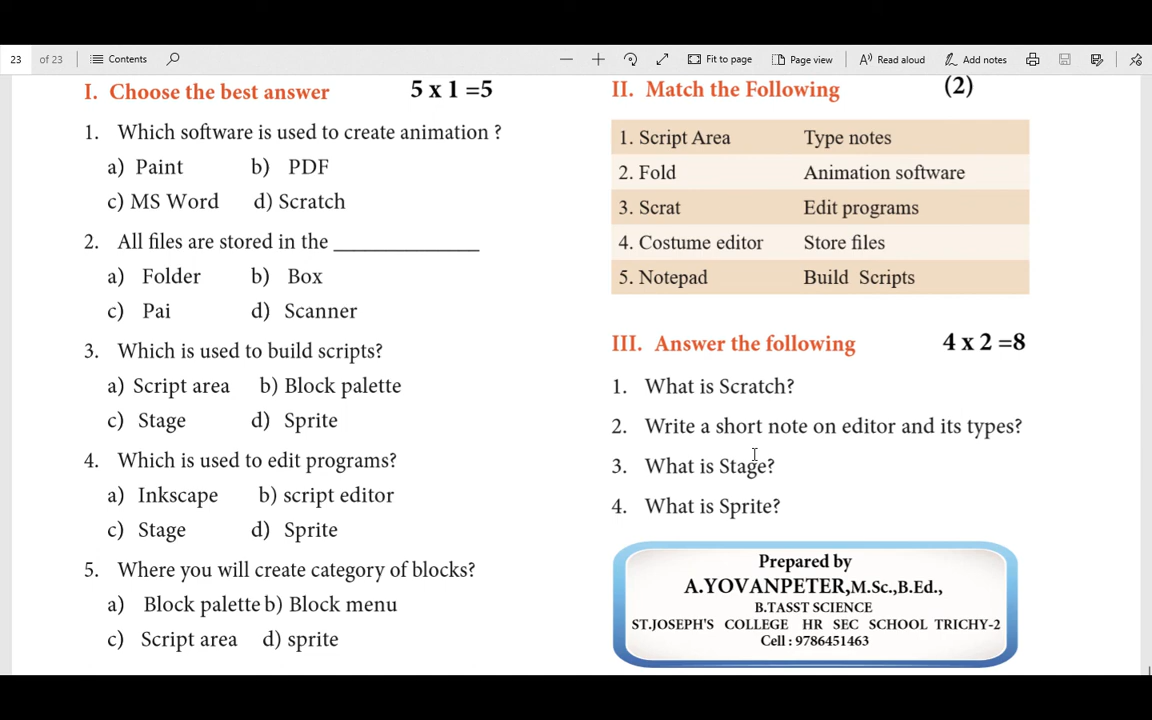 23 of 23 Contents Fit to page Page view Read aloud Add notes
I. Choose the best answer 5 x 1 =5
1. Which software is used to create animation ?
a) Paint b) PDF
c) MS Word d) Scratch
2. All files are stored in the _______________
a) Folder b) Box
c) Pai d) Scanner
3. Which is used to build scripts?
a) Script area b) Block palette
c) Stage d) Sprite
4. Which is used to edit programs?
a) Inkscape b) script editor
c) Stage d) Sprite
5. Where you will create category of blocks?
a) Block palette b) Block menu
c) Script area d) sprite
II. Match the Following (2)
1. Script Area Type notes
2. Fold Animation software
3. Scrat Edit programs
4. Costume editor Store files
5. Notepad Build Scripts
III. Answer the following 4 x 2 =8
1. What is Scratch?
2. Write a short note on editor and its types?
3. What is Stage?
4. What is Sprite?
Prepared by
A.YOVANPETER,M.Sc.,B.Ed.,
B.TASST SCIENCE
ST.JOSEPH'S COLLEGE HR SEC SCHOOL TRICHY-2
Cell : 9786451463